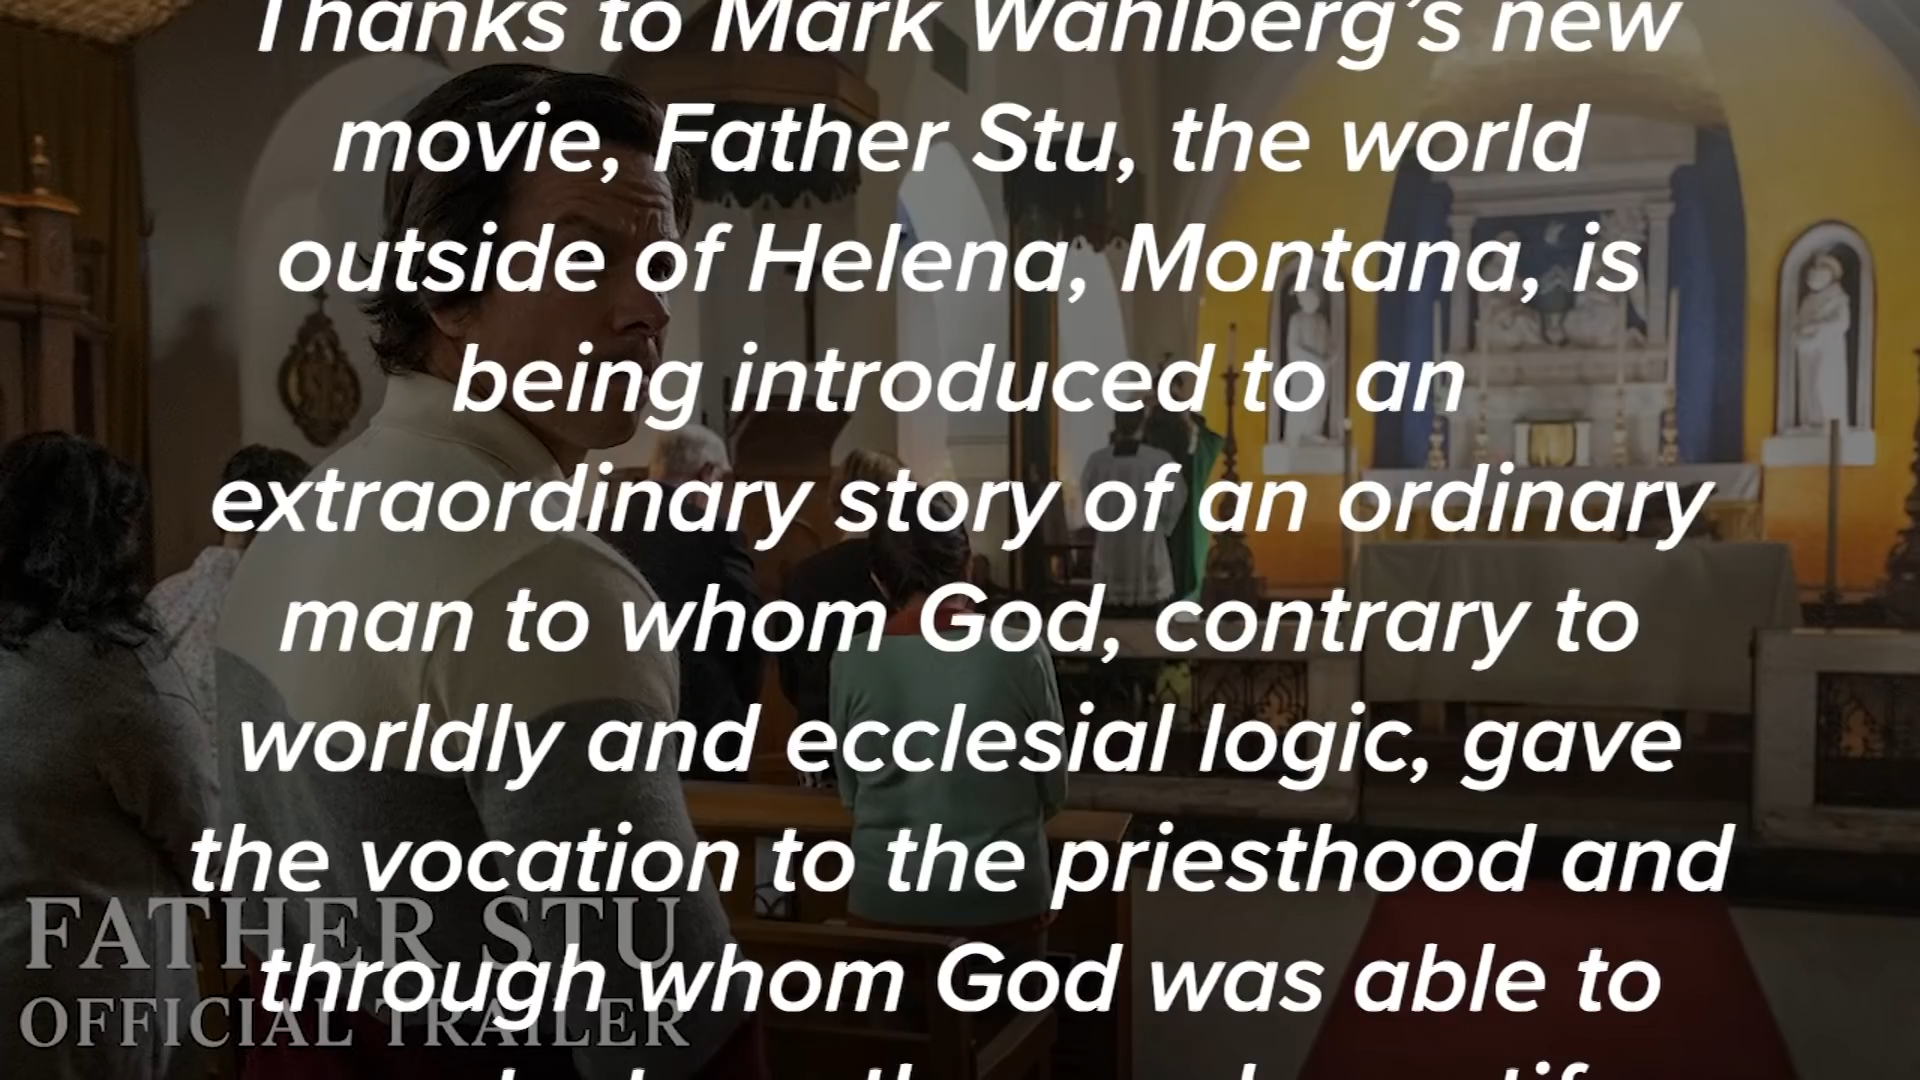 Thanks to Mark Wahlberg's new
movie, Father Stu, the world
outside of Helena, Montana, is
being introduced to an
extraordinary story of an ordinary
man to whom God, contrary to
worldly and ecclesial logic, gave
the vocation to the priesthood and
through whom God was able to
FATHER STU
OFFICIAL TRAILER